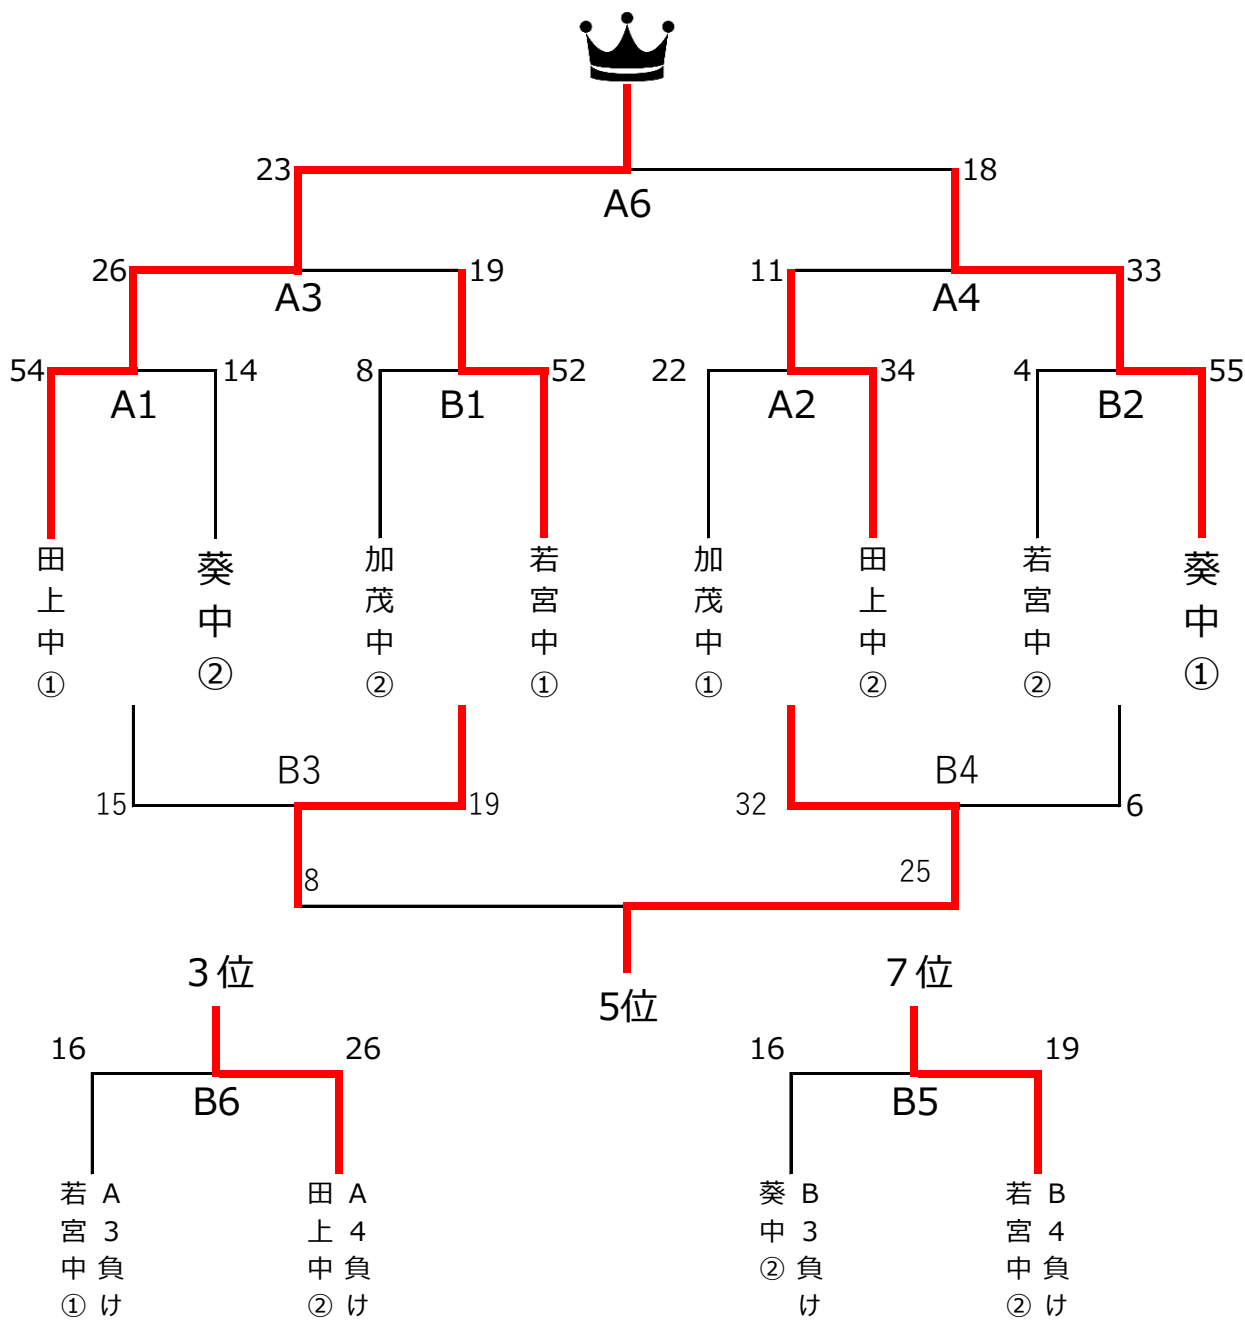 23
18
A6
26
19
11
33
A3
A4
54
14
8
52
22
34
4
55
A1
B1
A2
B2
田上中①
葵中②
加茂中②
若宮中①
加茂中①
田上中②
若宮中②
葵中①
B3
B4
15
19
32
6
8
25
3位
5位
7位
16
26
16
19
B6
B5
若宮中①
A3負け
田上中②
A4負け
葵中②
B3負け
若宮中②
B4負け